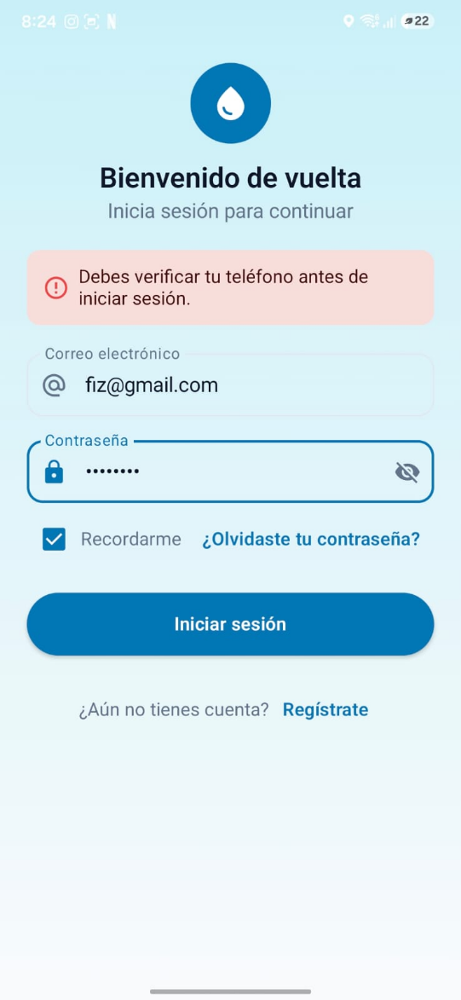 8:24
22
Bienvenido de vuelta
Inicia sesión para continuar
Debes verificar tu teléfono antes de
iniciar sesión.
Correo electrónico
fiz@gmail.com
Contraseña
••••••••
Recordarme ¿Olvidaste tu contraseña?
Iniciar sesión
¿Aún no tienes cuenta? Regístrate